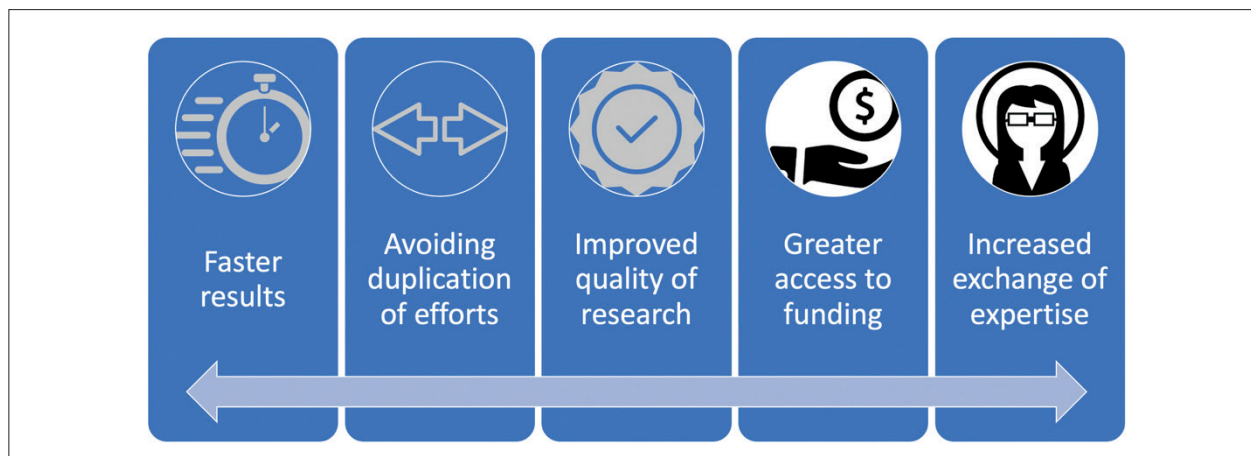 $
Faster
results
Avoiding
duplication
of efforts
Improved
quality of
research
Greater
access to
funding
Increased
exchange of
expertise